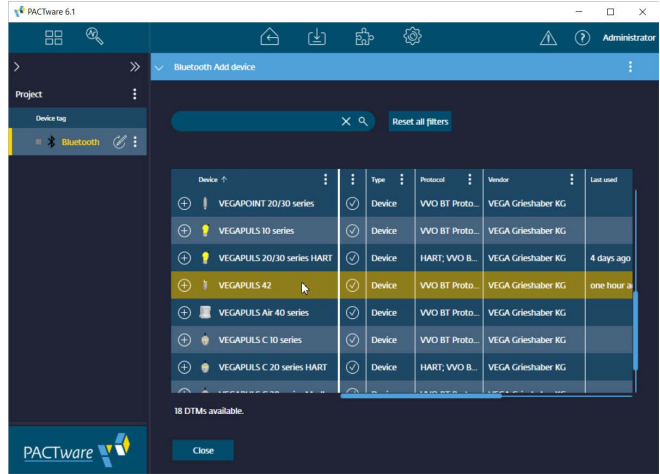 PACTware 6.1
? Administrator
Bluetooth Add device
Project
Device tag
Bluetooth
Reset all filters
Device Type Protocol Vendor Last used
VEGAPOINT 20/30 series Device VVO BT Proto... VEGA Grieshaber KG
VEGAPULS 10 series Device VVO BT Proto... VEGA Grieshaber KG
VEGAPULS 20/30 series HART Device HART; VVO B... VEGA Grieshaber KG 4 days ago
VEGAPULS 42 Device VVO BT Proto... VEGA Grieshaber KG one hour a
VEGAPULS Air 40 series Device VVO BT Proto... VEGA Grieshaber KG
VEGAPULS C 10 series Device VVO BT Proto... VEGA Grieshaber KG
VEGAPULS C 20 series HART Device HART; VVO B... VEGA Grieshaber KG
18 DTMs available.
Close
PACTware